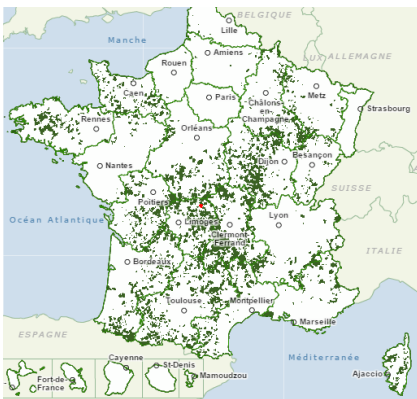 BELGIQUE
Manche
Lille
Amiens
LUX.
ALLEMAGNE
Rouen
Caen
Paris
Châlons
en
Champagne
Metz
Strasbourg
Rennes
Orléans
Nantes
Dijon
Besançon
SUISSE
Poitiers
Océan Atlantique
Limoges
Clermont
Ferrand
Lyon
ITALIE
Bordeaux
Toulouse
Montpellier
Marseille
ESPAGNE
Méditerranée
Cayenne
St-Denis
Fort-de
France
Mamoudzou
Ajaccio